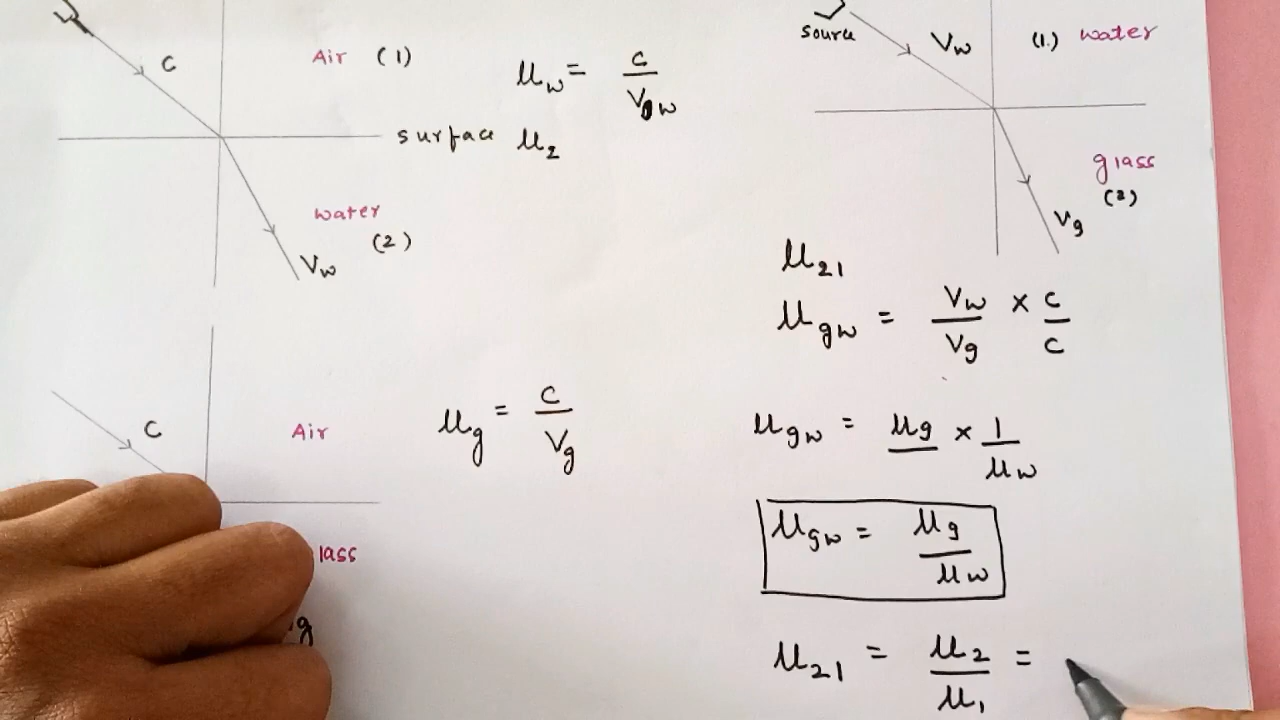 C
Air (1)
μw = c / vw
surface μ2
water
(2)
Vw
source
Vw
(1.) water
glass
(2)
Vg
μ21
μgw = Vw / Vg × c / c
C
Air
μg = c / Vg
μgw = μg × 1 / μw
lass
g
μgw = μg / μw
μ21 = μ2 / μ1 =